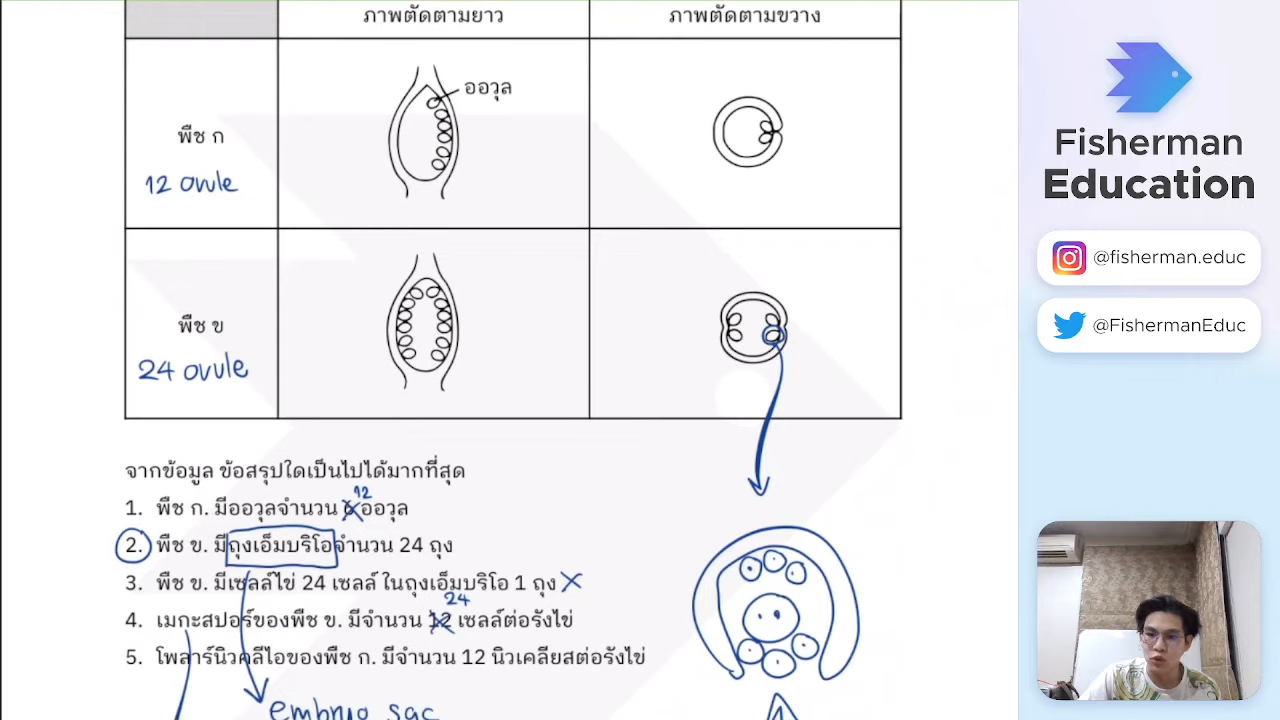 ภาพตัดตามยาว
ภาพตัดตามขวาง
ออวุล
พืช ก
12 ovule
พืช ข
24 ovule
จากข้อมูล ข้อสรุปใดเป็นไปได้มากที่สุด
12
1. พืช ก. มีออวุลจำนวน 6 ออวุล
2. พืช ข. มีถุงเอ็มบริโอจำนวน 24 ถุง
3. พืช ข. มีเซลล์ไข่ 24 เซลล์ ในถุงเอ็มบริโอ 1 ถุง
24
4. เมกะสปอร์ของพืช ข. มีจำนวน 12 เซลล์ต่อรังไข่
5. โพลาร์นิวคลีไอของพืช ก. มีจำนวน 12 นิวเคลียสต่อรังไข่
embryo sac
Fisherman
Education
@fisherman.educ
@FishermanEduc